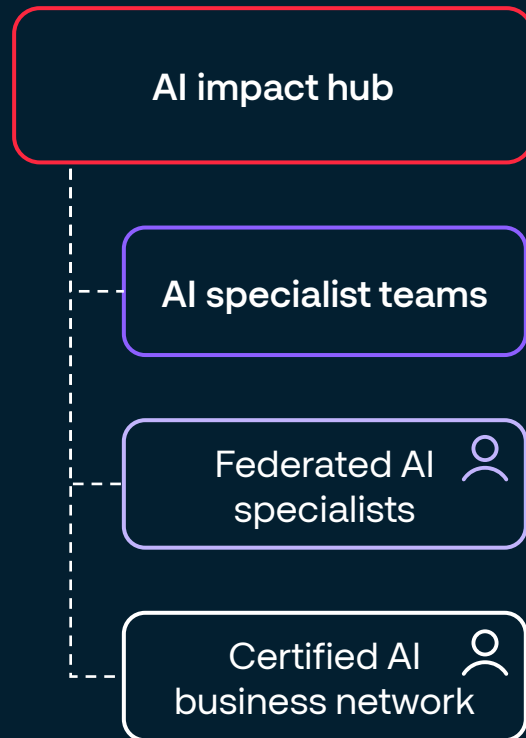 AI impact hub
AI specialist teams
Federated AI
specialists
Certified AI
business network